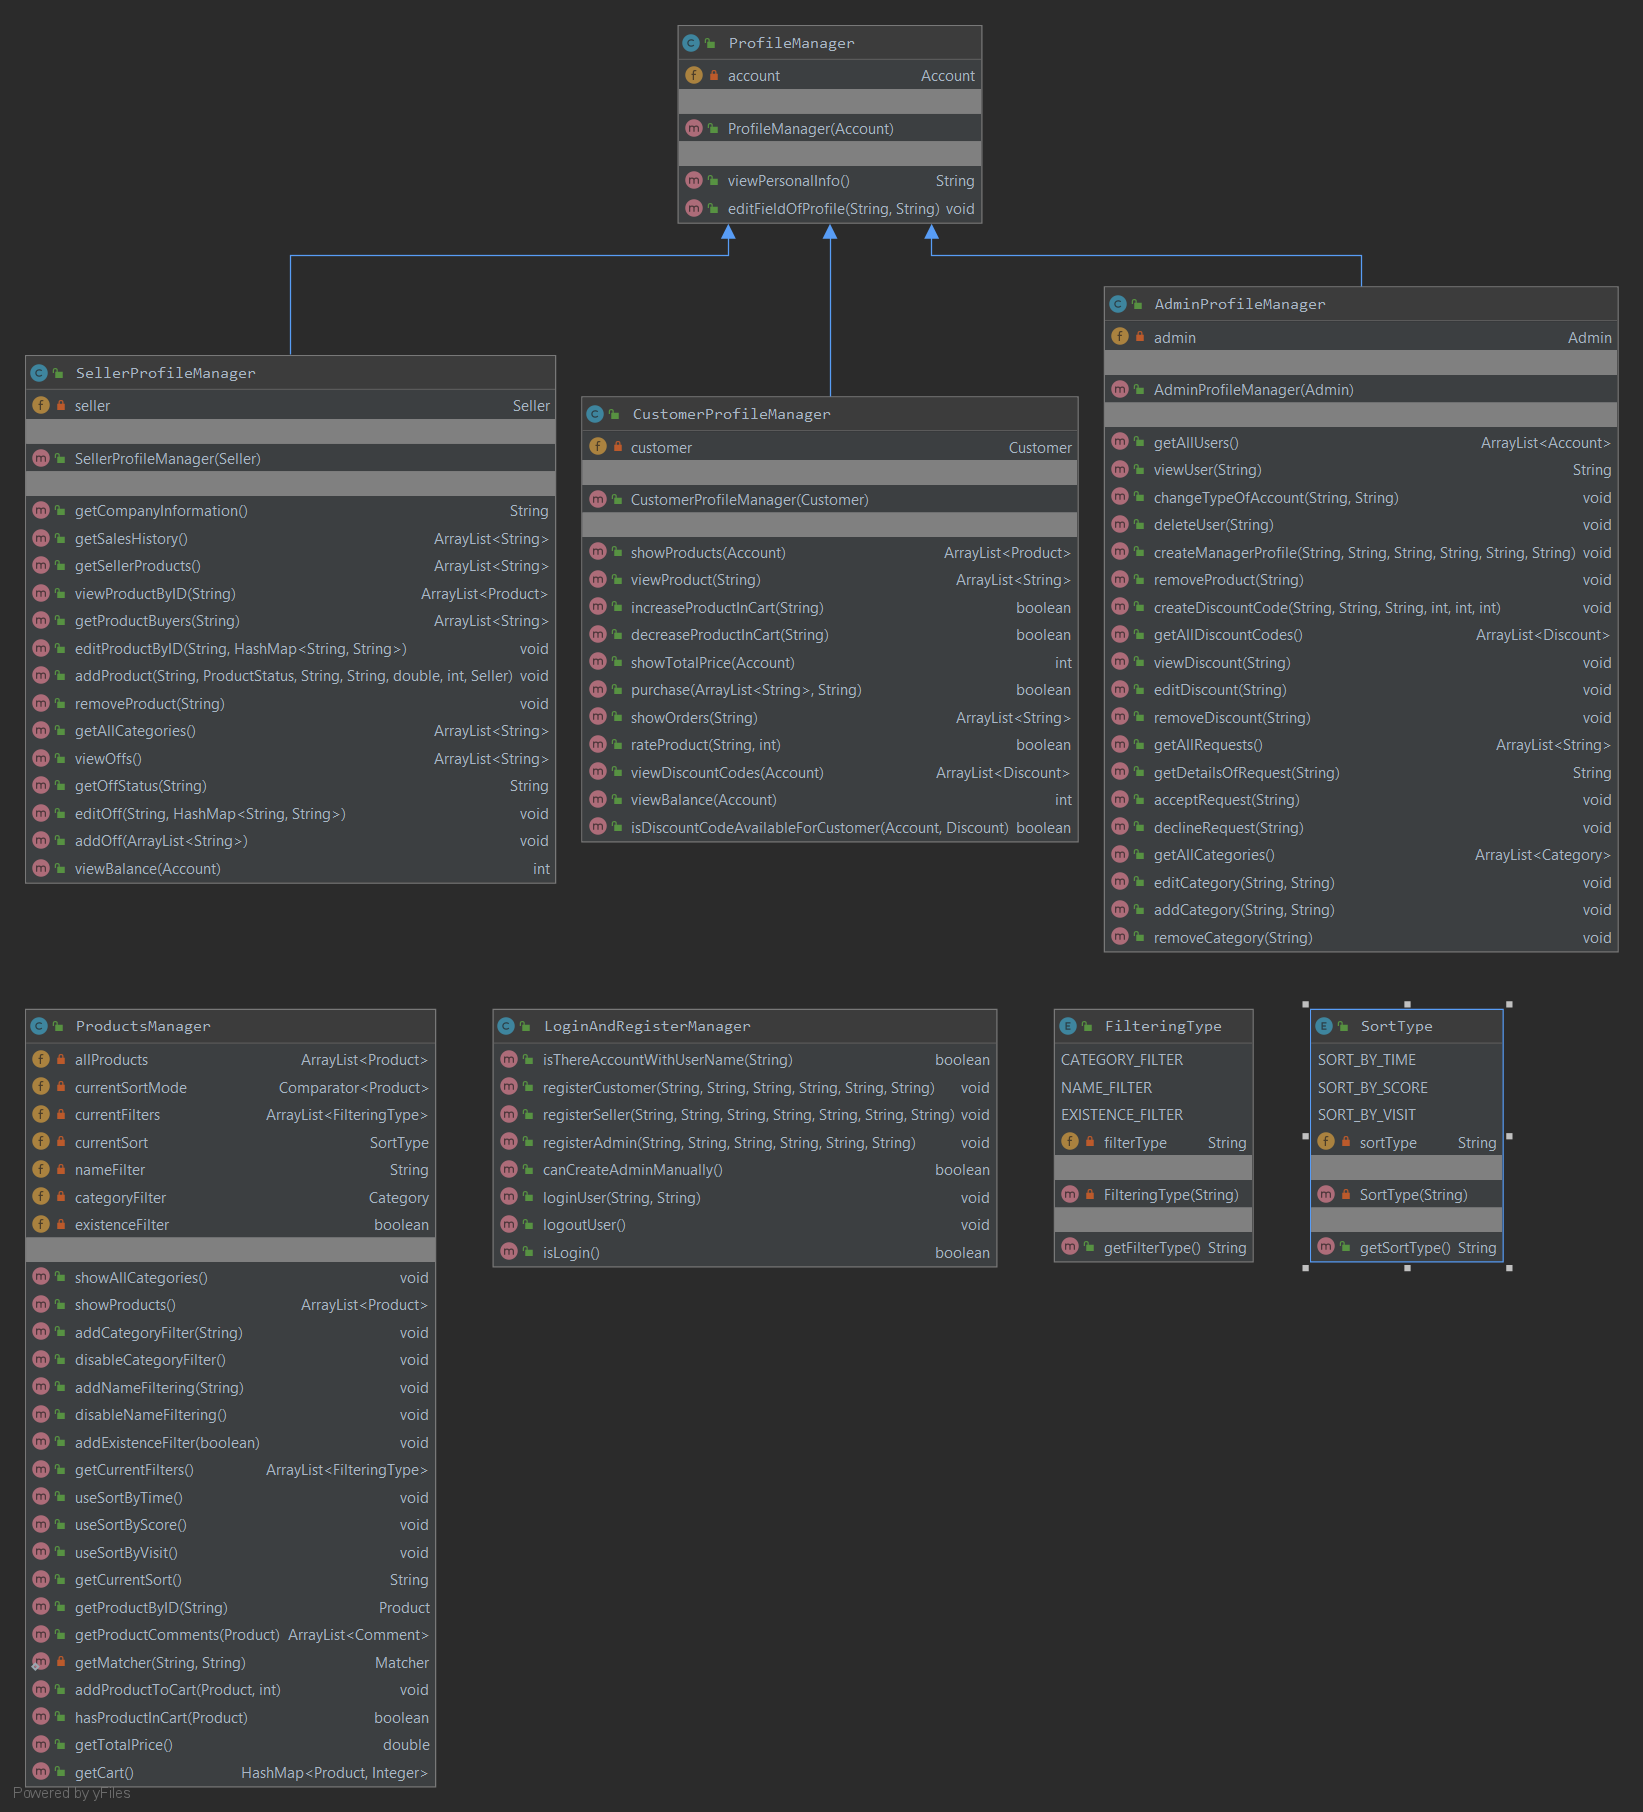 ProfileManager
account Account
ProfileManager(Account)
viewPersonalInfo() String
editFieldOfProfile(String, String) void
SellerProfileManager
seller Seller
SellerProfileManager(Seller)
getCompanyInformation() String
getSalesHistory() ArrayList<String>
getSellerProducts() ArrayList<String>
viewProductByID(String) ArrayList<Product>
getProductBuyers(String) ArrayList<String>
editProductByID(String, HashMap<String, String>) void
addProduct(String, ProductStatus, String, String, double, int, Seller) void
removeProduct(String) void
getAllCategories() ArrayList<String>
viewOffs() ArrayList<String>
getOffStatus(String) String
editOff(String, HashMap<String, String>) void
addOff(ArrayList<String>) void
viewBalance(Account) int
CustomerProfileManager
customer Customer
CustomerProfileManager(Customer)
showProducts(Account) ArrayList<Product>
viewProduct(String) ArrayList<String>
increaseProductInCart(String) boolean
decreaseProductInCart(String) boolean
showTotalPrice(Account) int
purchase(ArrayList<String>, String) boolean
showOrders(String) ArrayList<String>
rateProduct(String, int) boolean
viewDiscountCodes(Account) ArrayList<Discount>
viewBalance(Account) int
isDiscountCodeAvailableForCustomer(Account, Discount) boolean
AdminProfileManager
admin Admin
AdminProfileManager(Admin)
getAllUsers() ArrayList<Account>
viewUser(String) String
changeTypeOfAccount(String, String) void
deleteUser(String) void
createManagerProfile(String, String, String, String, String, String) void
removeProduct(String) void
createDiscountCode(String, String, String, int, int, int) void
getAllDiscountCodes() ArrayList<Discount>
viewDiscount(String) void
editDiscount(String) void
removeDiscount(String) void
getAllRequests() ArrayList<String>
getDetailsOfRequest(String) String
acceptRequest(String) void
declineRequest(String) void
getAllCategories() ArrayList<Category>
editCategory(String, String) void
addCategory(String, String) void
removeCategory(String) void
ProductsManager
allProducts ArrayList<Product>
currentSortMode Comparator<Product>
currentFilters ArrayList<FilteringType>
currentSort SortType
nameFilter String
categoryFilter Category
existenceFilter boolean
showAllCategories() void
showProducts() ArrayList<Product>
addCategoryFilter(String) void
disableCategoryFilter() void
addNameFiltering(String) void
disableNameFiltering() void
addExistenceFilter(boolean) void
getCurrentFilters() ArrayList<FilteringType>
useSortByTime() void
useSortByScore() void
useSortByVisit() void
getCurrentSort() String
getProductByID(String) Product
getProductComments(Product) ArrayList<Comment>
getMatcher(String, String) Matcher
addProductToCart(Product, int) void
hasProductInCart(Product) boolean
getTotalPrice() double
getCart() HashMap<Product, Integer>
LoginAndRegisterManager
isThereAccountWithUserName(String) boolean
registerCustomer(String, String, String, String, String, String) void
registerSeller(String, String, String, String, String, String, String) void
registerAdmin(String, String, String, String, String, String) void
canCreateAdminManually() boolean
loginUser(String, String) void
logoutUser() void
isLogin() boolean
FilteringType
CATEGORY_FILTER
NAME_FILTER
EXISTENCE_FILTER
filterType String
FilteringType(String)
getFilterType() String
SortType
SORT_BY_TIME
SORT_BY_SCORE
SORT_BY_VISIT
sortType String
SortType(String)
getSortType() String
Powered by yFiles